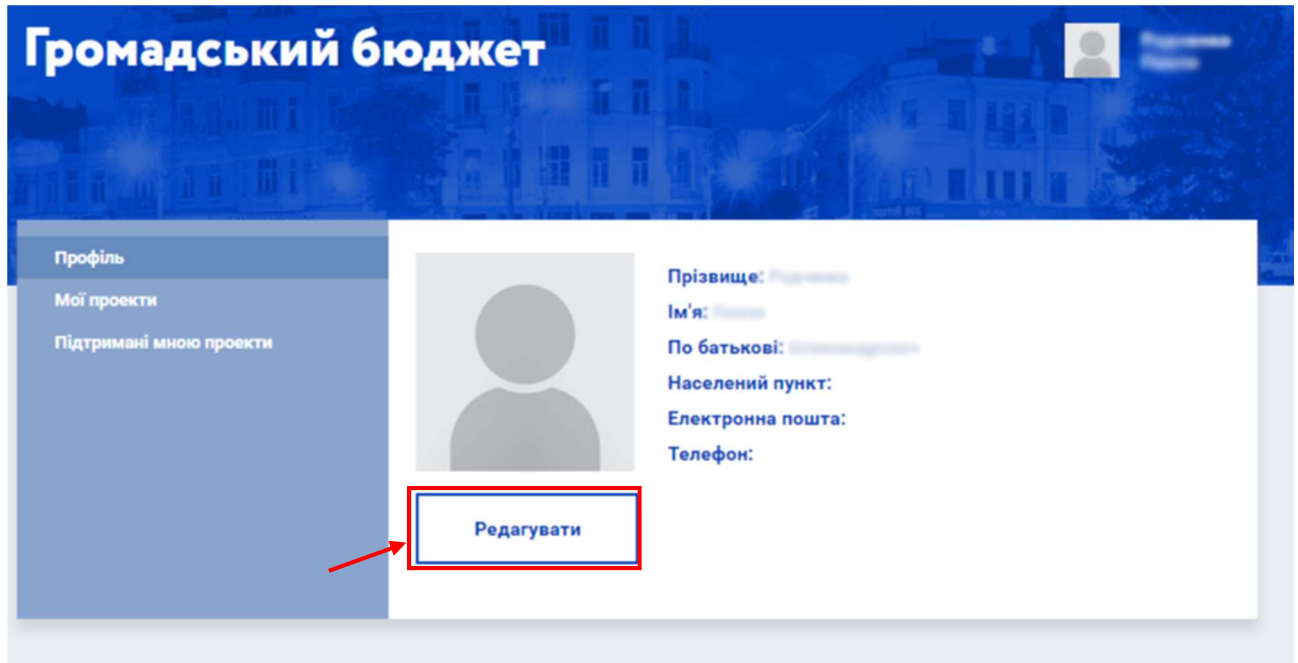 Громадський бюджет
Профіль
Мої проекти
Підтримані мною проекти
Прізвище:
Ім'я:
По батькові:
Населений пункт:
Електронна пошта:
Телефон:
Редагувати